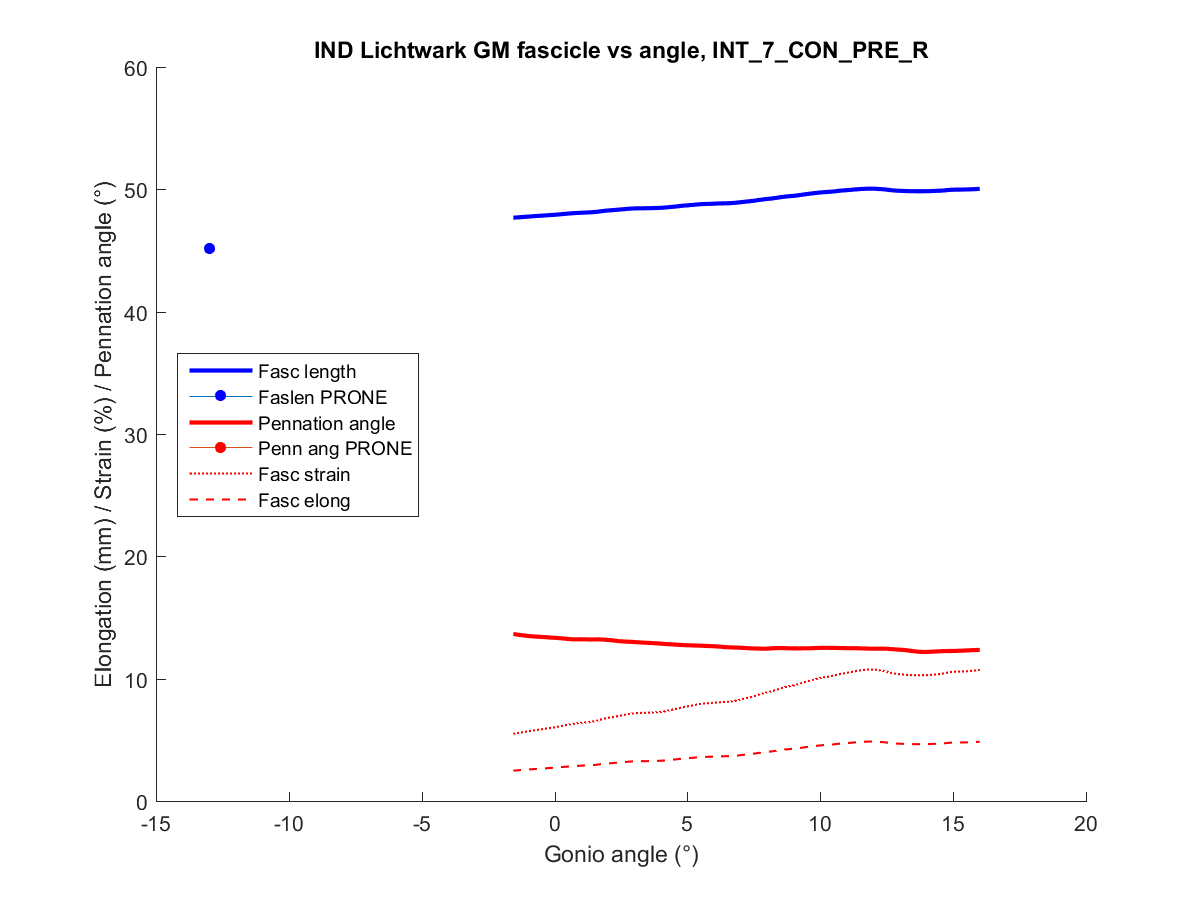 IND Lichtwark GM fascicle vs angle, INT_7_CON_PRE_R
Elongation (mm) / Strain (%) / Pennation angle (°)
60
50
40
30
20
10
0
Fasc length
Faslen PRONE
Pennation angle
Penn ang PRONE
Fasc strain
Fasc elong
-15
-10
-5
0
5
10
15
20
Gonio angle (°)